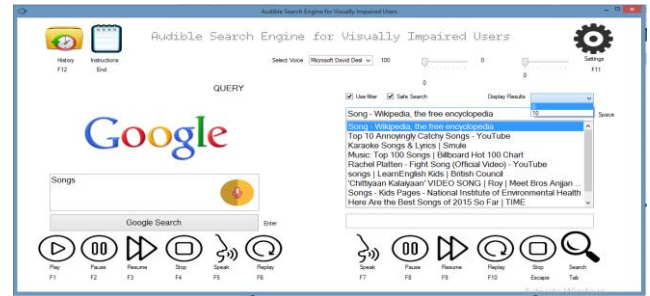 Audible Search Engine for Visually Impaired Users
Audible Search Engine for Visually Impaired Users
History
F12
Instructions
End
Select Voice Microsoft David Desl 100 0
0 0
Settings
F11
QUERY
Use filter Safe Search Display Results
5
10
Space
Google
Songs
Google Search Enter
Song - Wikipedia, the free encyclopedia
Song - Wikipedia, the free encyclopedia
Top 10 Annoyingly Catchy Songs - YouTube
Karaoke Songs & Lyrics | Smule
Music: Top 100 Songs | Billboard Hot 100 Chart
Rachel Platten - Fight Song (Official Video) - YouTube
songs | LearnEnglish Kids | British Council
'Chittiyaan Kalaiyaan' VIDEO SONG | Roy | Meet Bros Anjjan ...
Songs - Kids Pages - National Institute of Environmental Health
Here Are the Best Songs of 2015 So Far | TIME
Play Pause Resume Stop Speak Replay
F1 F2 F3 F4 F5 F6
Speak Pause Resume Replay Stop Search
F7 F8 F9 F10 Escape Tab
Activate Windows